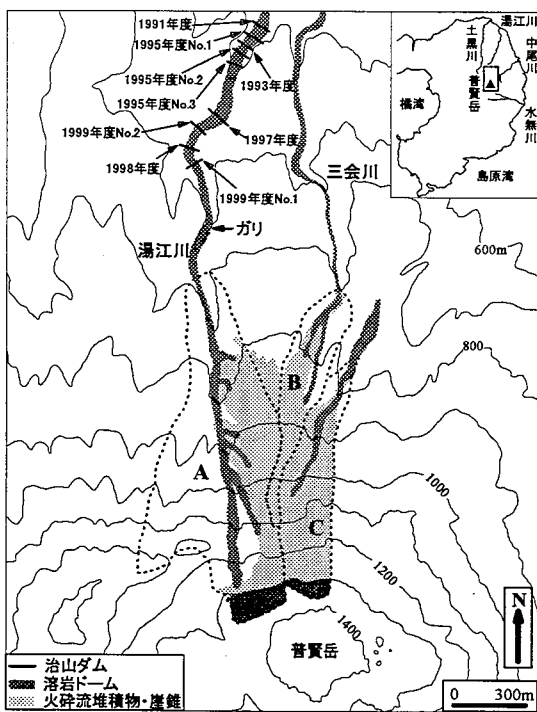 1991年度
1995年度No.1
1995年度No.2
1995年度No.3
1993年度
1999年度No.2
1997年度
1998年度
1999年度No.1
三会川
湯江川
ガリ
600m
800
1000
1200
1400
A
B
C
普賢岳
湯江川
土黒川
中尾川
普賢岳
橘湾
水無川
島原湾
治山ダム
溶岩ドーム
火砕流堆積物・崖錐
N
0 300m